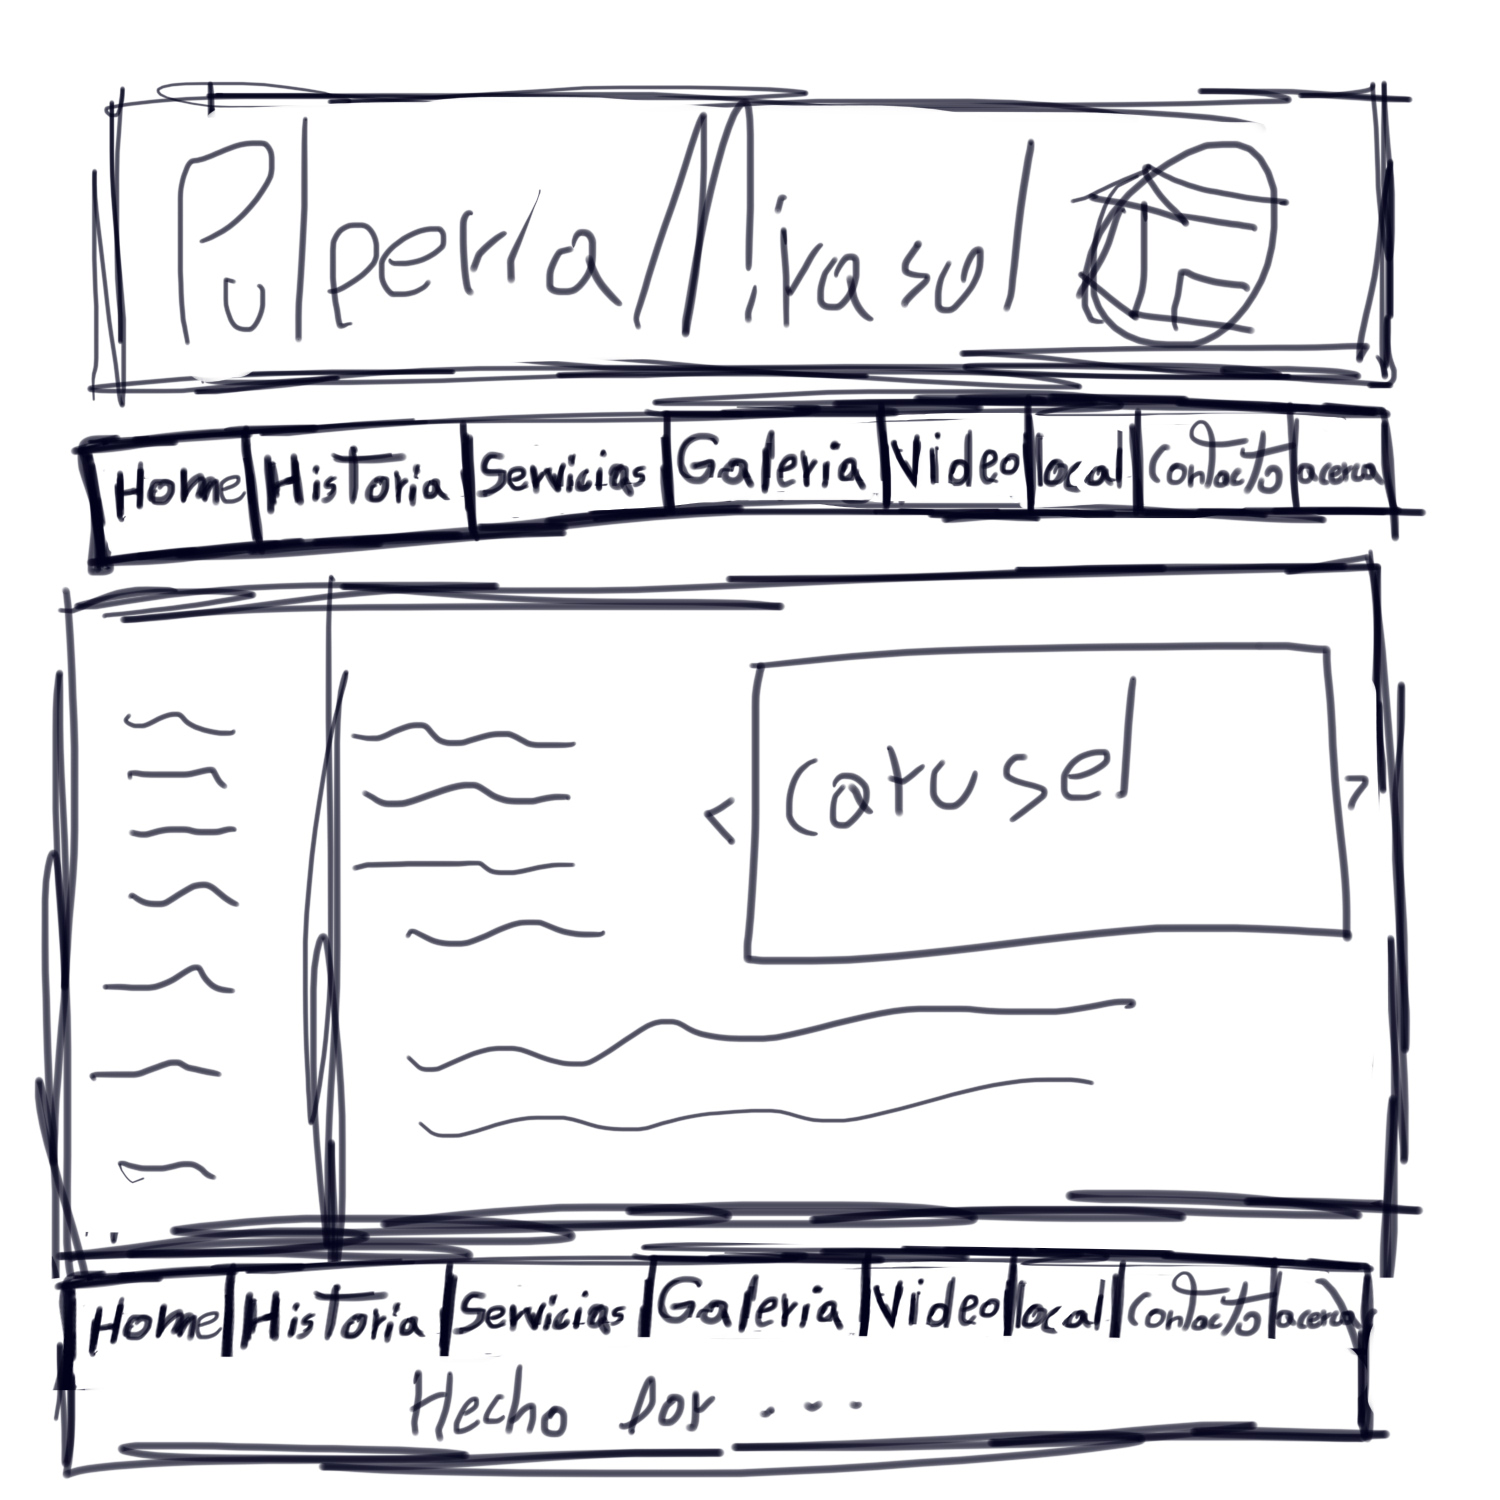 Pulpería Mirasol
Home Historia Servicias Galeria Video local Contacto acerca
< Carusel >
Home Historia Servicias Galeria Video local Contacto acerca
Hecho por ...